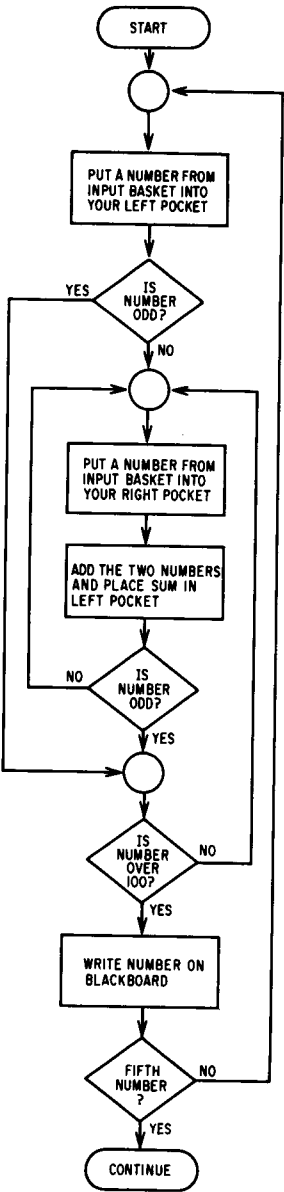 START
PUT A NUMBER FROM
INPUT BASKET INTO
YOUR LEFT POCKET
YES
IS
NUMBER
ODD?
NO
PUT A NUMBER FROM
INPUT BASKET INTO
YOUR RIGHT POCKET
ADD THE TWO NUMBERS
AND PLACE SUM IN
LEFT POCKET
NO
IS
NUMBER
ODD?
YES
IS
NUMBER
OVER
100?
NO
YES
WRITE NUMBER ON
BLACKBOARD
FIFTH
NUMBER
?
NO
YES
CONTINUE